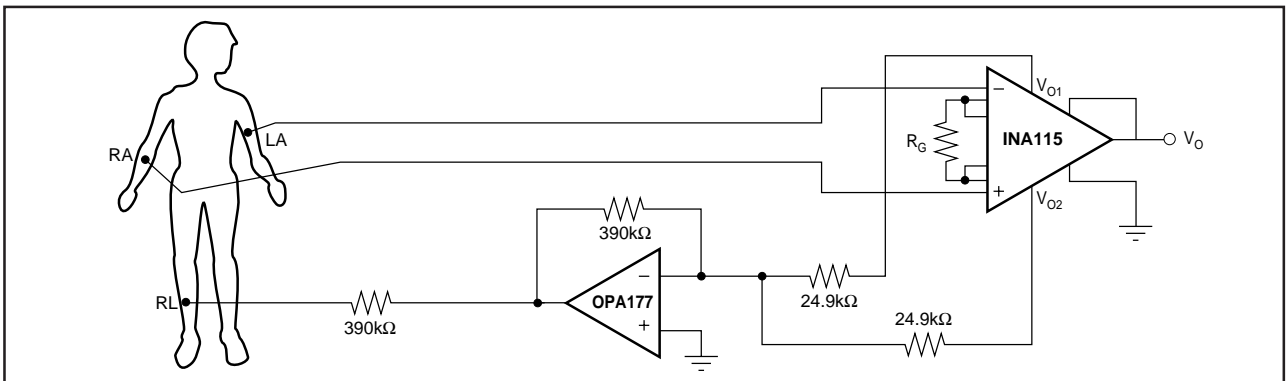 V_O1
LA
R_G
INA115
V_O
RA
V_O2
390kΩ
24.9kΩ
OPA177
RL
390kΩ
24.9kΩ
−
+
−
+